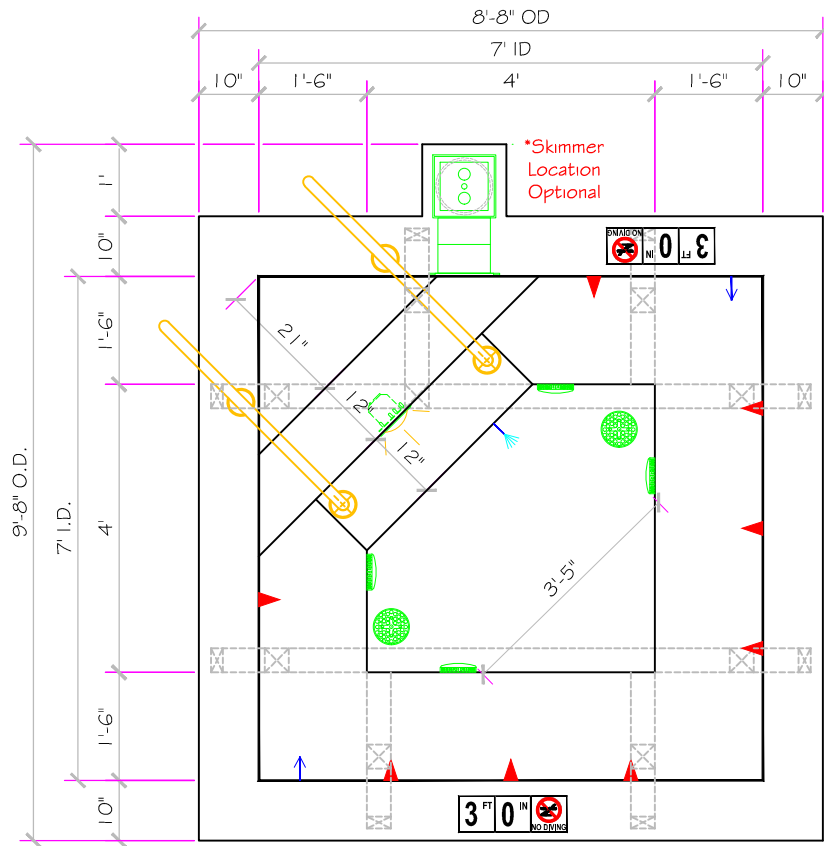 8'-8" OD
7' ID
10"
1'-6"
4'
1'-6"
10"
*Skimmer
Location
Optional
1'
10"
1'-6"
4'
1'-6"
10"
9'-8" O.D.
7' I.D.
NO DIVING
0 IN
3 FT
21"
12"
12"
3'-5"
3 FT
0 IN
NO DIVING